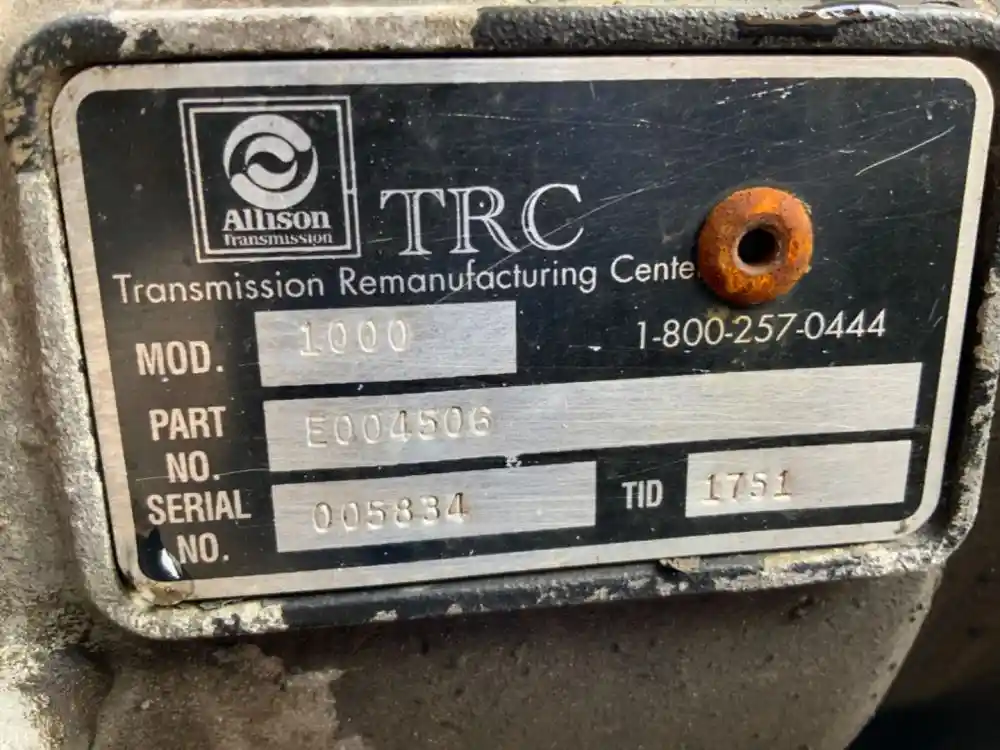 Allison
Transmission
TRC
Transmission Remanufacturing Cente
1-800-257-0444
MOD. 1000
PART NO. E004506
SERIAL NO. 005834
TID 1751